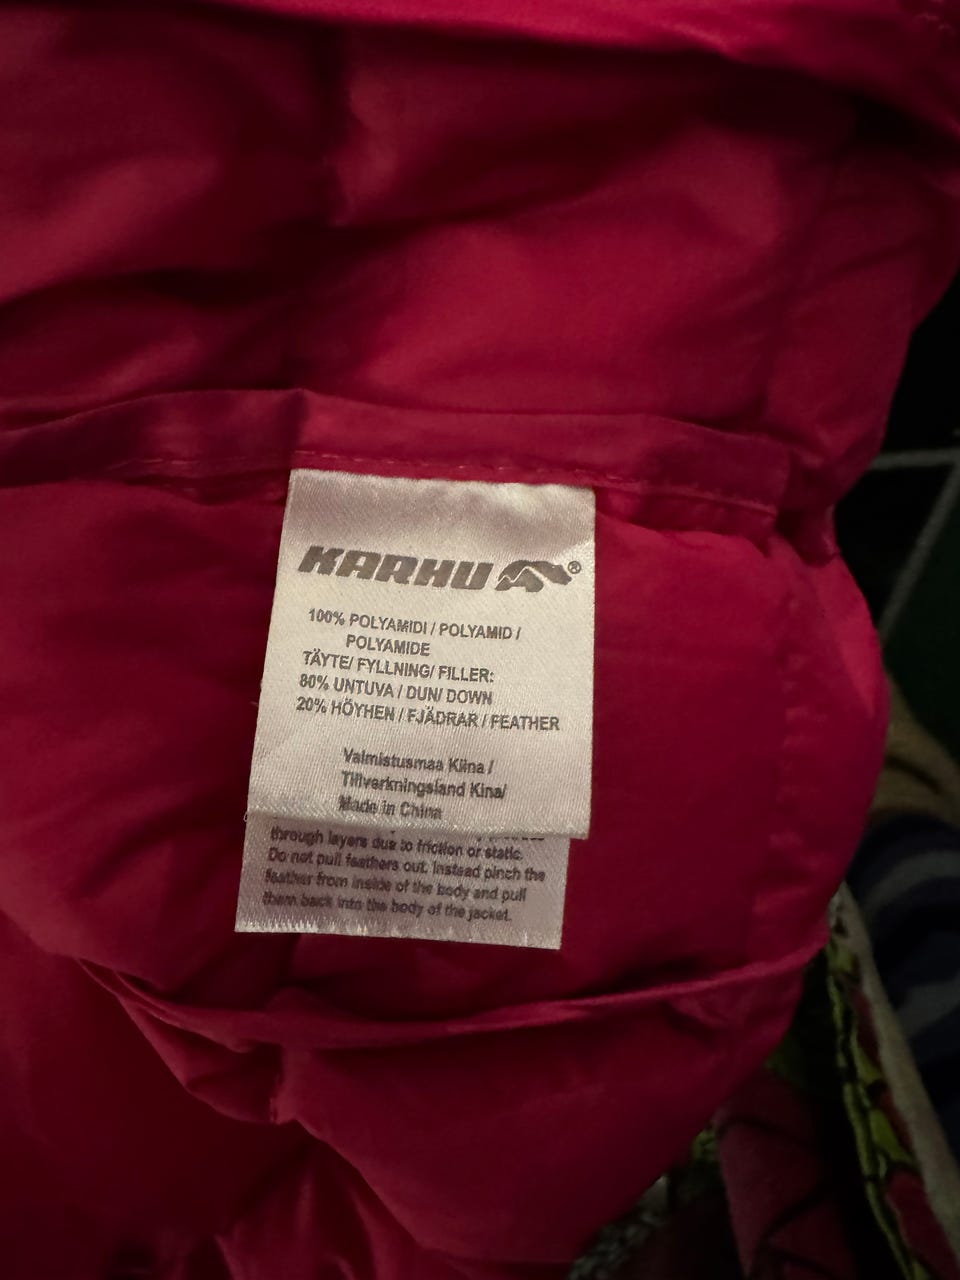 KARHU ®
100% POLYAMIDI / POLYAMID /
POLYAMIDE
TÄYTE/ FYLLNING/ FILLER:
80% UNTUVA / DUN/ DOWN
20% HÖYHEN / FJÄDRAR / FEATHER
Valmistusmaa Kiina /
Tillverkningsland Kina/
Made in China
through layers due to friction or static.
Do not pull feathers out. Instead pinch the
feather from inside of the body and pull
them back into the body of the jacket.